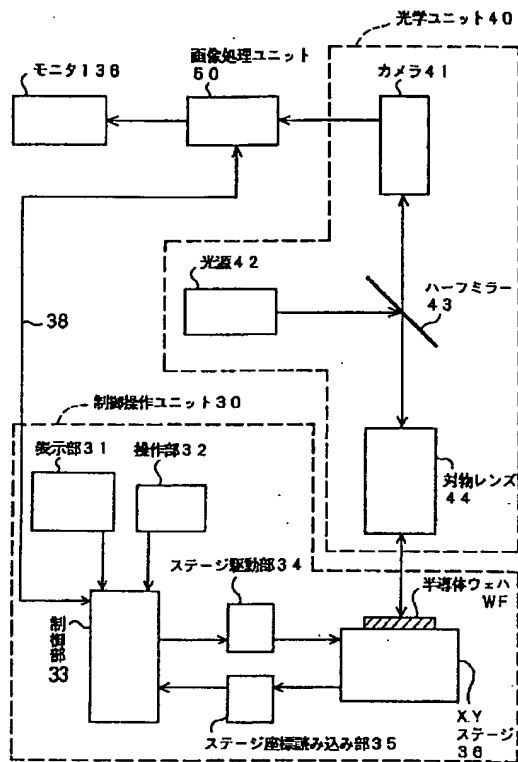 光学ユニット40
画像処理ユニット
50
モニタ136
カメラ41
光源42
ハーフミラー
43
38
制御操作ユニット30
表示部31
操作部32
対物レンズ
44
ステージ駆動部34
半導体ウェハ
WF
制御部
33
ステージ座標読み込み部35
X.Y
ステージ
36